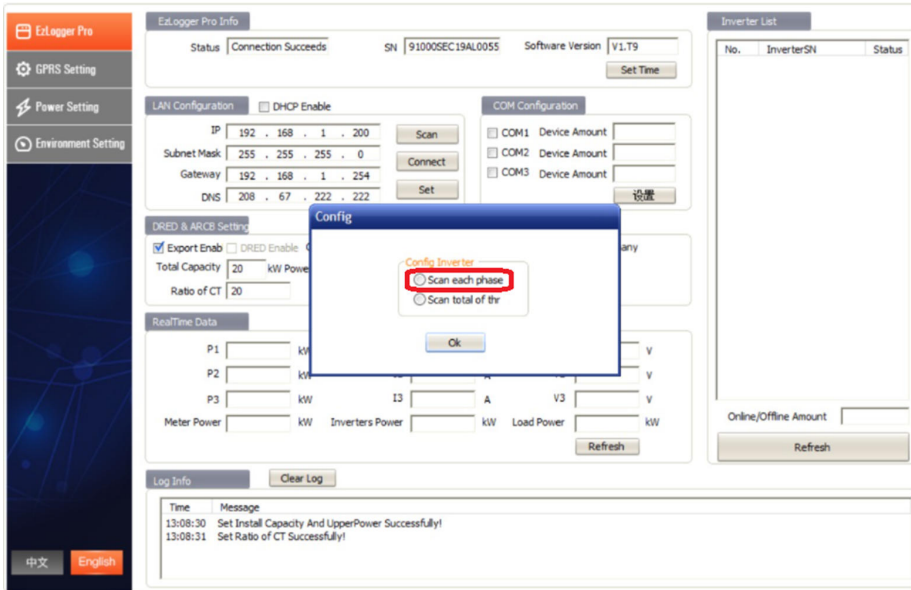 EzLogger Pro
GPRS Setting
Power Setting
Environment Setting
中文 English
EzLogger Pro Info
Status Connection Succeeds SN 91000SEC19AL0055 Software Version V1.T9
Set Time
LAN Configuration DHCP Enable
IP 192 . 168 . 1 . 200 Scan
Subnet Mask 255 . 255 . 255 . 0 Connect
Gateway 192 . 168 . 1 . 254
DNS 208 . 67 . 222 . 222 Set
COM Configuration
COM1 Device Amount
COM2 Device Amount
COM3 Device Amount
设置
DRED & ARCB Setting
Export Enab DRED Enable
Total Capacity 20 kW Powe
Ratio of CT 20
Config
Config Inverter
Scan each phase
Scan total of thr
Ok
RealTime Data
P1 kW V
P2 kW A V
P3 kW I3 A V3 V
Meter Power kW Inverters Power kW Load Power kW
Refresh
Log Info Clear Log
Time Message
13:08:30 Set Install Capacity And UpperPower Successfully!
13:08:31 Set Ratio of CT Successfully!
Inverter List
No. InverterSN Status
Online/Offline Amount
Refresh